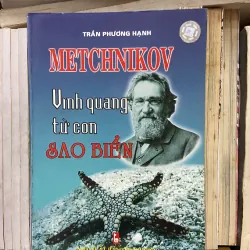 TRẦN PHƯƠNG HẠNH
METCHNIKOV
Vinh quang
từ con
SAO BIỂN